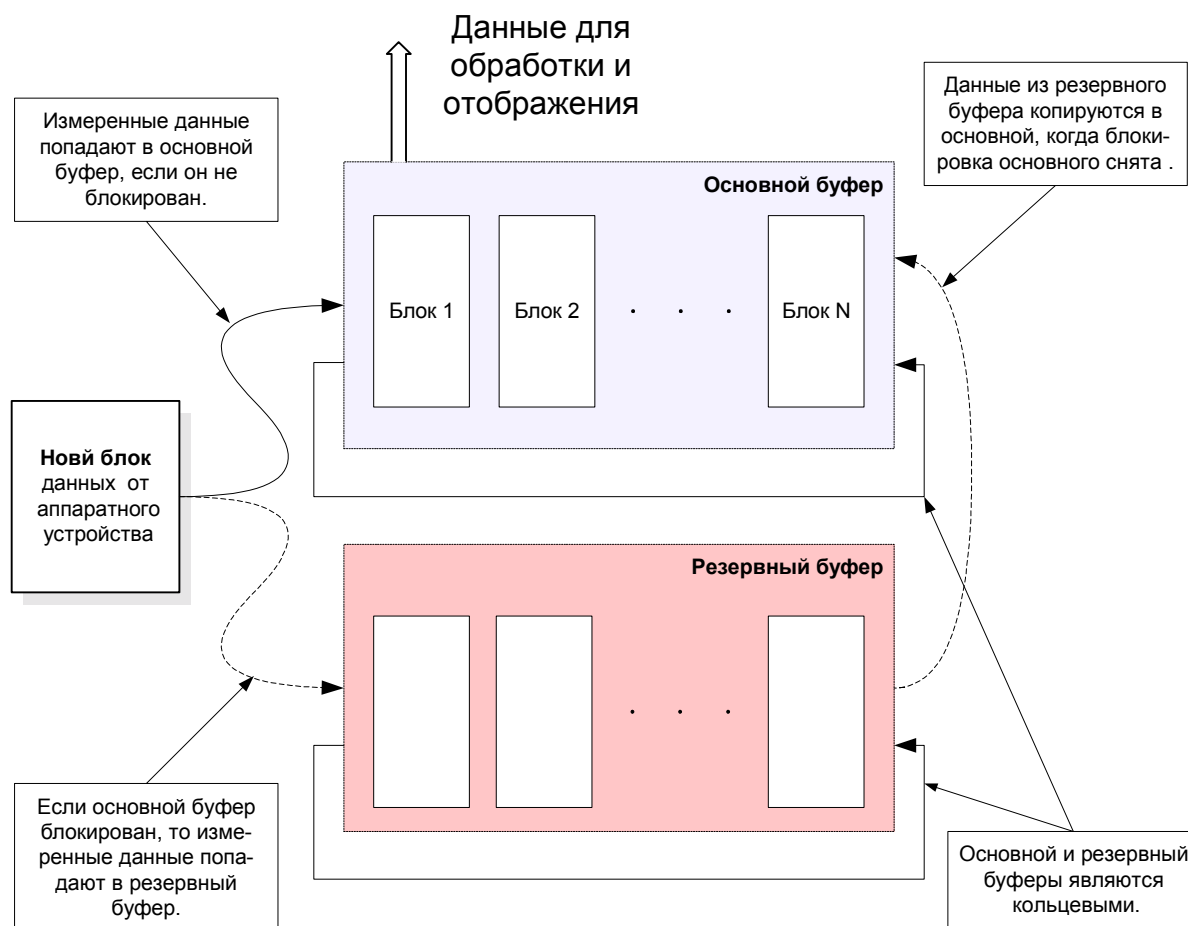 Данные для
обработки и
отображения
Измеренные данные
попадают в основной
буфер, если он не
блокирован.
Данные из резервного
буфера копируются в
основной, когда блоки-
ровка основного снята .
Основной буфер
Блок 1
Блок 2
. . .
Блок N
Новй блок
данных от
аппаратного
устройства
Резервный буфер
. . .
Если основной буфер
блокирован, то изме-
ренные данные попа-
дают в резервный
буфер.
Основной и резервный
буферы являются
кольцевыми.